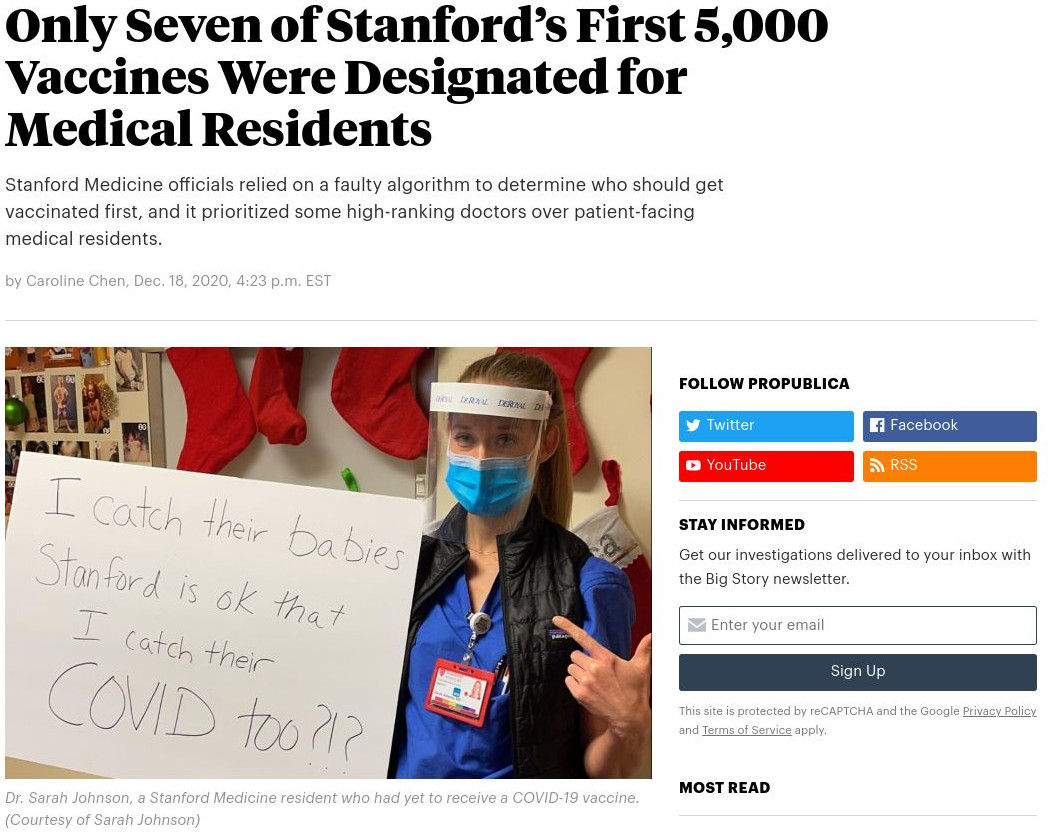 Only Seven of Stanford’s First 5,000
Vaccines Were Designated for
Medical Residents
Stanford Medicine officials relied on a faulty algorithm to determine who should get
vaccinated first, and it prioritized some high-ranking doctors over patient-facing
medical residents.
by Caroline Chen, Dec. 18, 2020, 4:23 p.m. EST
I catch their babies
Stanford is ok that
I catch their
COVID too?!?
DEROYAL DEROYAL
Dr. Sarah Johnson, a Stanford Medicine resident who had yet to receive a COVID-19 vaccine.
(Courtesy of Sarah Johnson)
FOLLOW PROPUBLICA
Twitter
Facebook
YouTube
RSS
STAY INFORMED
Get our investigations delivered to your inbox with
the Big Story newsletter.
Enter your email
Sign Up
This site is protected by reCAPTCHA and the Google Privacy Policy
and Terms of Service apply.
MOST READ